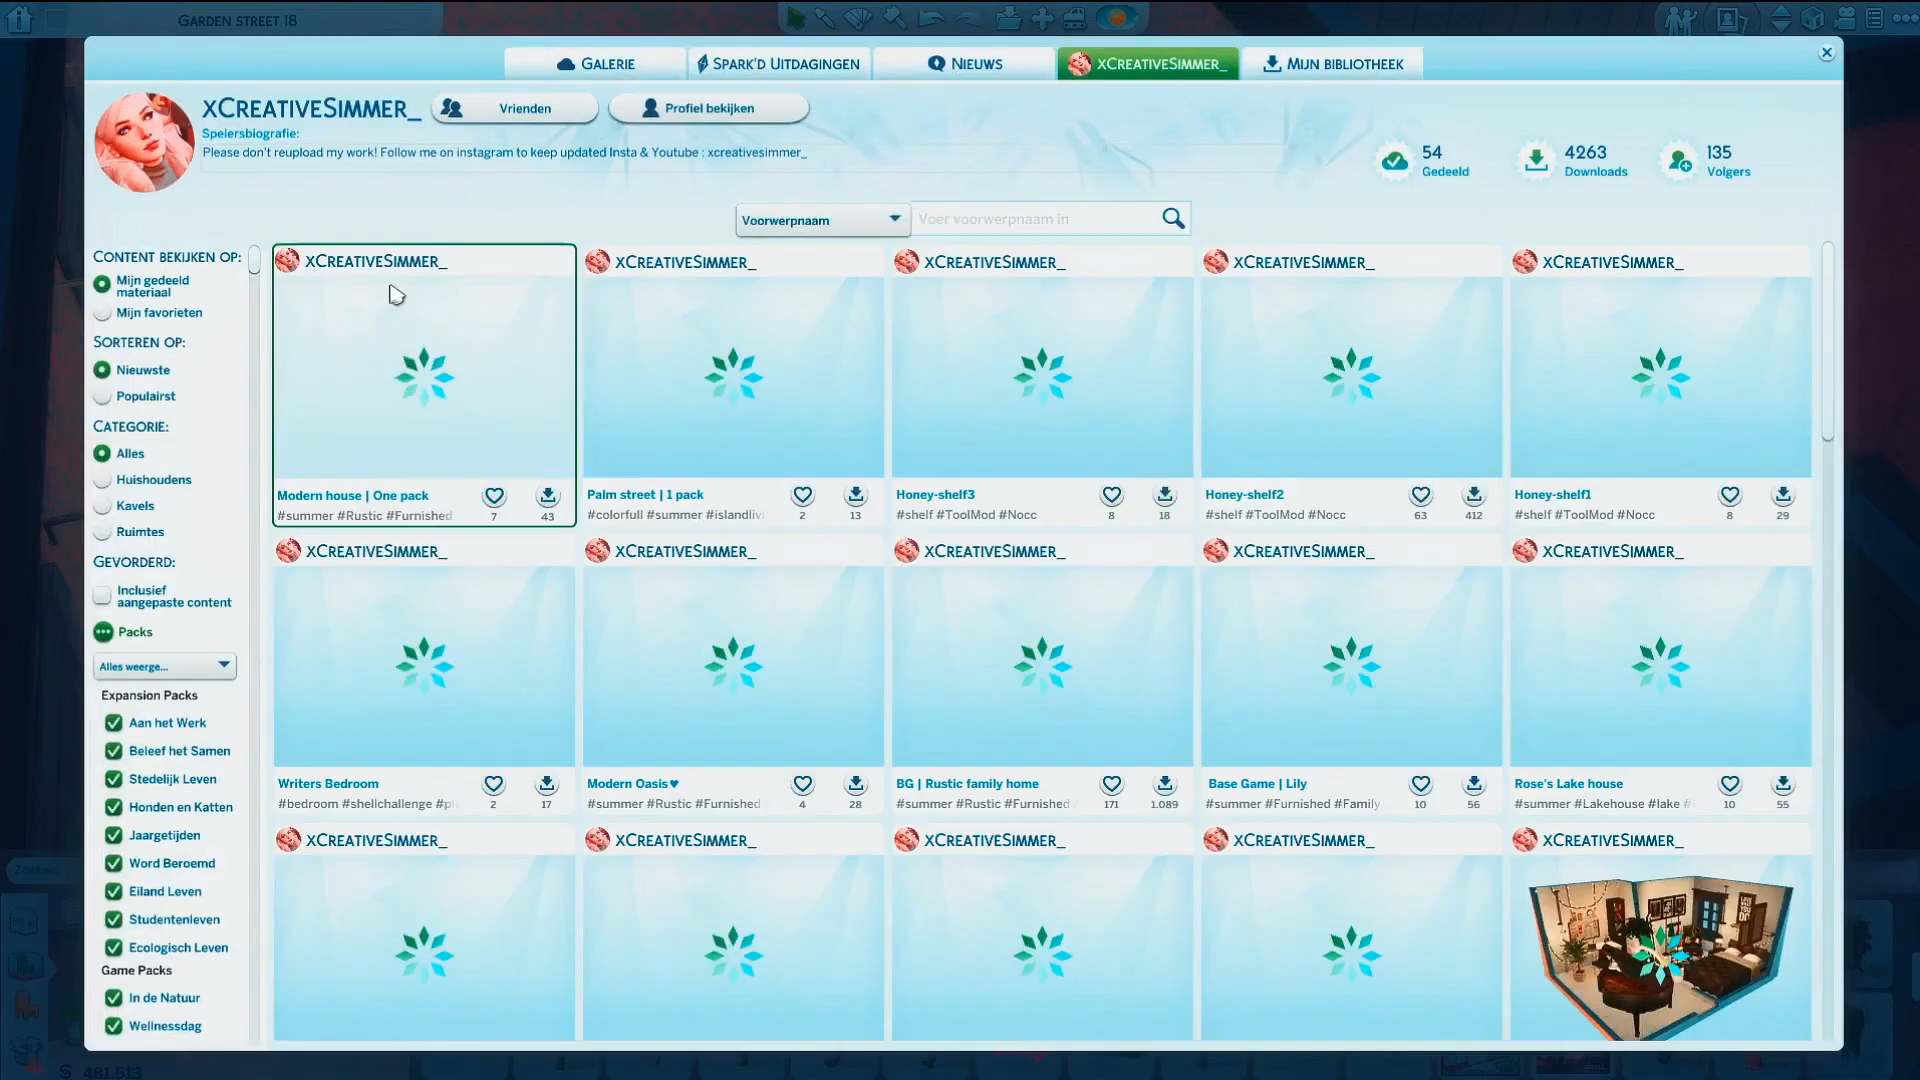 GARDEN STREET 18
GALERIE
SPARK'D UITDAGINGEN
NIEUWS
XCREATIVESIMMER_
MIJN BIBLIOTHEEK
XCREATIVESIMMER_
Vrienden
Profiel bekijken
Spelersbiografie:
Please don't reupload my work! Follow me on instagram to keep updated Insta & Youtube : xcreativesimmer_
54
Gedeeld
4263
Downloads
135
Volgers
Voorwerpnaam
Voer voorwerpnaam in
CONTENT BEKIJKEN OP:
Mijn gedeeld
materiaal
Mijn favorieten
SORTEREN OP:
Nieuwste
Populairst
CATEGORIE:
Alles
Huishoudens
Kavels
Ruimtes
GEVORDERD:
Inclusief
aangepaste content
Packs
Alles weerge...
Expansion Packs
Aan het Werk
Beleef het Samen
Stedelijk Leven
Honden en Katten
Jaargetijden
Word Beroemd
Eiland Leven
Studentenleven
Ecologisch Leven
Game Packs
In de Natuur
Wellnessdag
XCREATIVESIMMER_
Modern house | One pack
#summer #Rustic #Furnished
7
43
XCREATIVESIMMER_
Palm street | 1 pack
#colorfull #summer #islandlivi
2
13
XCREATIVESIMMER_
Honey-shelf3
#shelf #ToolMod #Nocc
8
18
XCREATIVESIMMER_
Honey-shelf2
#shelf #ToolMod #Nocc
63
412
XCREATIVESIMMER_
Honey-shelf1
#shelf #ToolMod #Nocc
8
29
XCREATIVESIMMER_
Writers Bedroom
#bedroom #shellchallenge #pl
2
17
XCREATIVESIMMER_
Modern Oasis♥
#summer #Rustic #Furnished
4
28
XCREATIVESIMMER_
BG | Rustic family home
#summer #Rustic #Furnished
171
1.089
XCREATIVESIMMER_
Base Game | Lily
#summer #Furnished #Family
10
56
XCREATIVESIMMER_
Rose's Lake house
#summer #Lakehouse #lake #
10
55
XCREATIVESIMMER_
XCREATIVESIMMER_
XCREATIVESIMMER_
XCREATIVESIMMER_
XCREATIVESIMMER_
Zoeken
§ 481.513